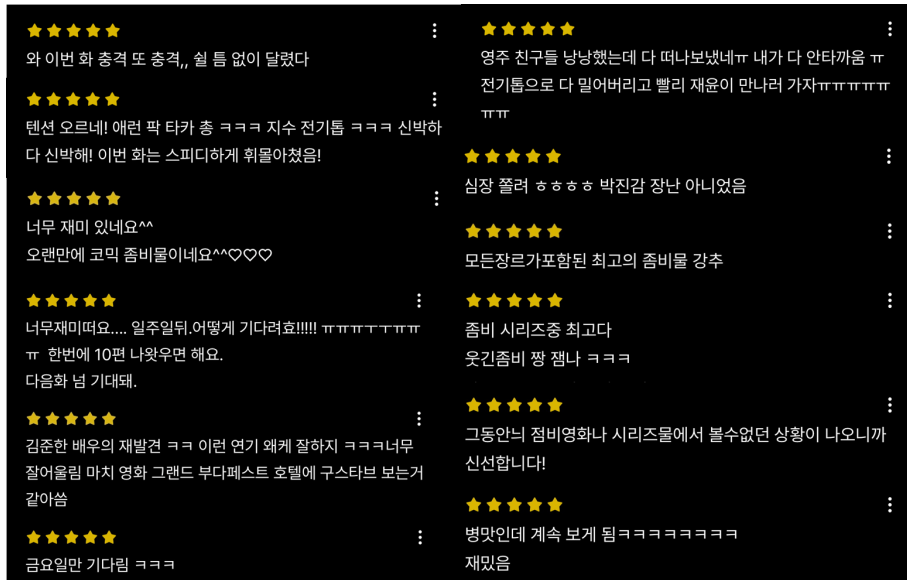 와 이번 화 충격 또 충격,, 쉴 틈 없이 달렸다
텐션 오르네! 애런 팍 타카 총 ㅋㅋㅋ 지수 전기톱 ㅋㅋㅋ 신박하
다 신박해! 이번 화는 스피디하게 휘몰아쳤음!
너무 재미 있네요^^
오랜만에 코믹 좀비물이네요^^♡♡♡
너무재미떠요.... 일주일뒤.어떻게 기다려효!!!!! ㅠㅠㅠㅜㅜㅠㅠ
ㅠ 한번에 10편 나왓우면 해요.
다음화 넘 기대돼.
김준한 배우의 재발견 ㅋㅋ 이런 연기 왜케 잘하지 ㅋㅋㅋ너무
잘어울림 마치 영화 그랜드 부다페스트 호텔에 구스타브 보는거
같아씀
금요일만 기다림 ㅋㅋㅋ
영주 친구들 낭낭했는데 다 떠나보냈네ㅠ 내가 다 안타까움 ㅠ
전기톱으로 다 밀어버리고 빨리 재윤이 만나러 가자ㅠㅠㅠㅠㅠ
ㅠㅠ
심장 쫄려 ㅎㅎㅎㅎ 박진감 장난 아니었음
모든장르가포함된 최고의 좀비물 강추
좀비 시리즈중 최고다
웃긴좀비 짱 잼나 ㅋㅋㅋ
그동안늬 점비영화나 시리즈물에서 볼수없던 상황이 나오니까
신선합니다!
병맛인데 계속 보게 됨ㅋㅋㅋㅋㅋㅋㅋㅋ
재밌음